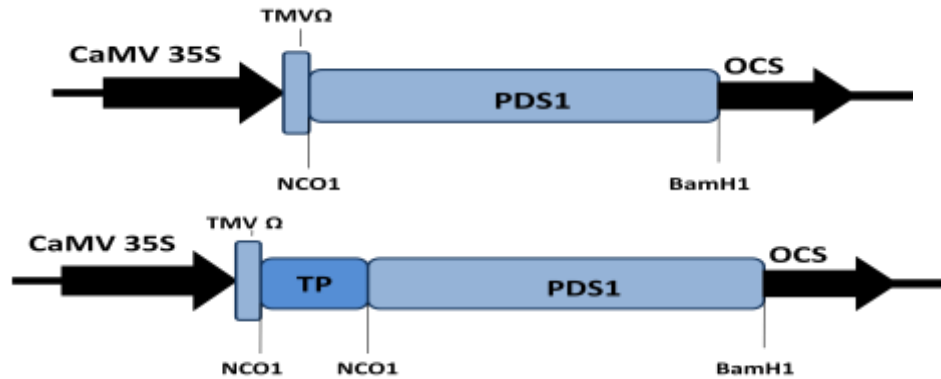 TMVΩ
CaMV 35S
OCS
PDS1
NCO1
BamH1
TMV Ω
CaMV 35S
OCS
TP
PDS1
NCO1
NCO1
BamH1